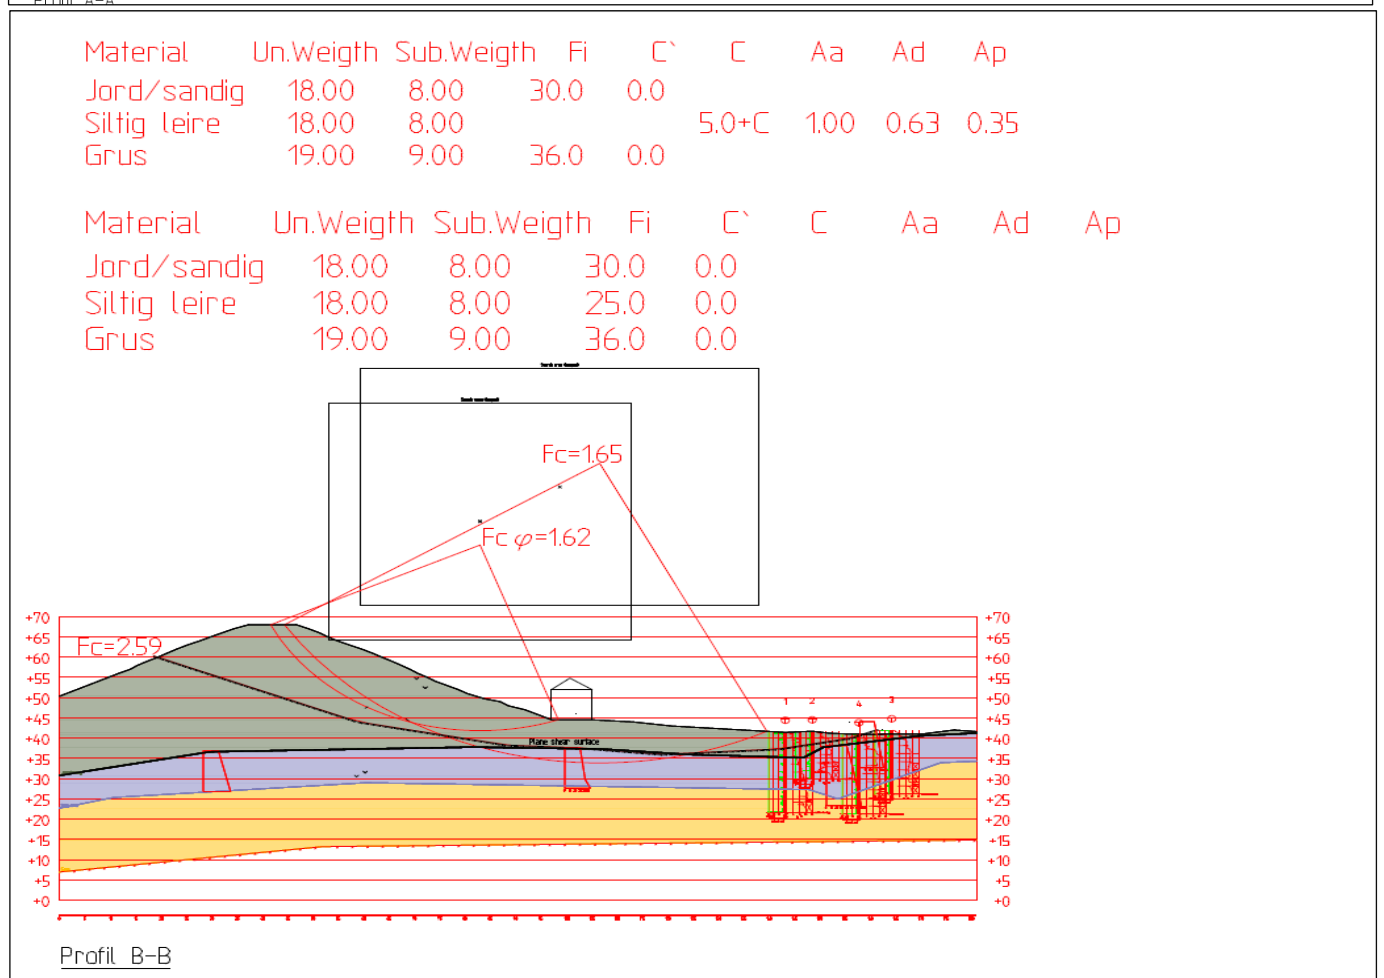 Material Un.Weigth Sub.Weigth Fi C` C Aa Ad Ap
Jord/sandig 18.00 8.00 30.0 0.0
Siltig leire 18.00 8.00 5.0+C 1.00 0.63 0.35
Grus 19.00 9.00 36.0 0.0
Material Un.Weigth Sub.Weigth Fi C` C Aa Ad Ap
Jord/sandig 18.00 8.00 30.0 0.0
Siltig leire 18.00 8.00 25.0 0.0
Grus 19.00 9.00 36.0 0.0
Fc=1.65
Fc φ=1.62
+70 +70
+65 +65
Fc=2.59
+60 +60
+55 +55
+50 +50
1 2 4 3
+45 +45
+40 +40
Plane shear surface
+35 +35
+30 +30
+25 +25
+20 +20
+15 +15
+10 +10
+5 +5
+0 +0
Profil B-B